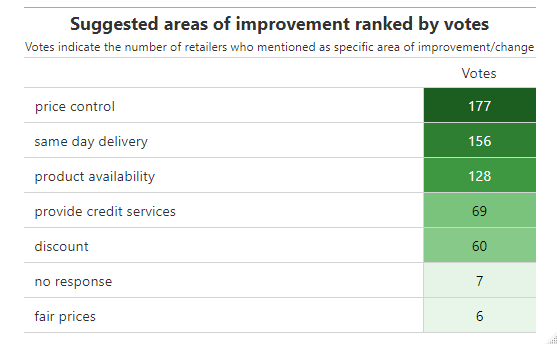 Suggested areas of improvement ranked by votes
Votes indicate the number of retailers who mentioned as specific area of improvement/change
Votes
price control 177
same day delivery 156
product availability 128
provide credit services 69
discount 60
no response 7
fair prices 6